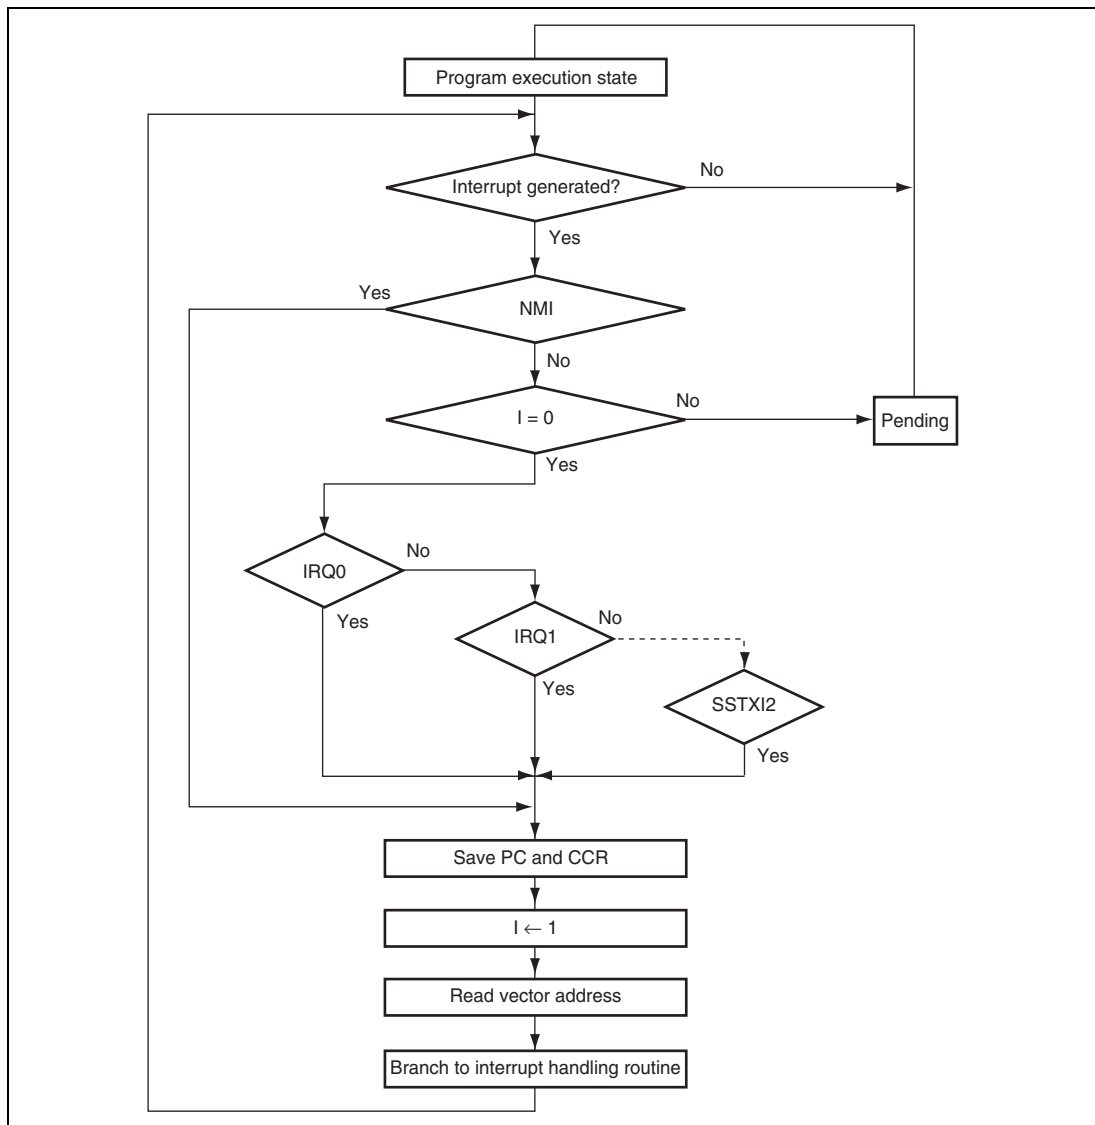 Program execution state
Interrupt generated?
No
Yes
Yes
NMI
No
I = 0
No
Pending
Yes
IRQ0
No
Yes
IRQ1
No
Yes
SSTXI2
Yes
Save PC and CCR
I ← 1
Read vector address
Branch to interrupt handling routine